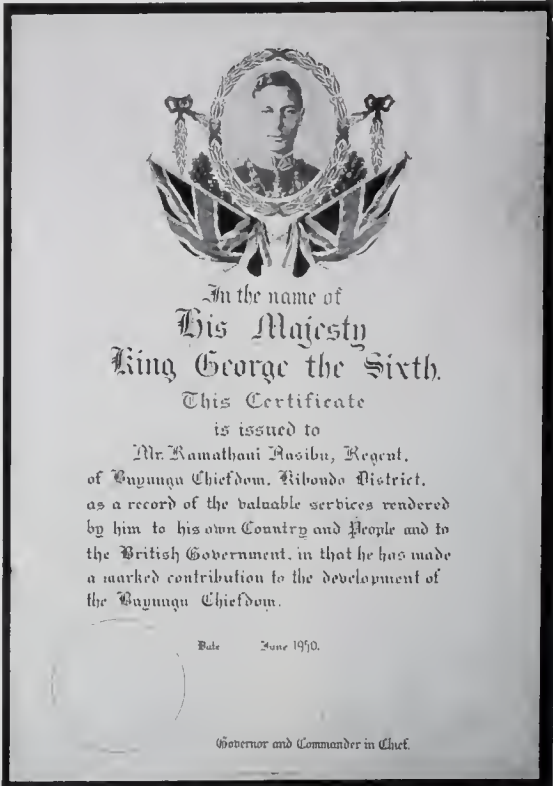 In the name of
His Majesty
King George the Sixth.
This Certificate
is issued to
Mr. Ramathani Rasibu, Regent,
of Buyungu Chiefdom, Kibondo District,
as a record of the valuable services rendered
by him to his own Country and People and to
the British Government, in that he has made
a marked contribution to the development of
the Buyungu Chiefdom.
Date June 1950.
Governor and Commander in Chief.